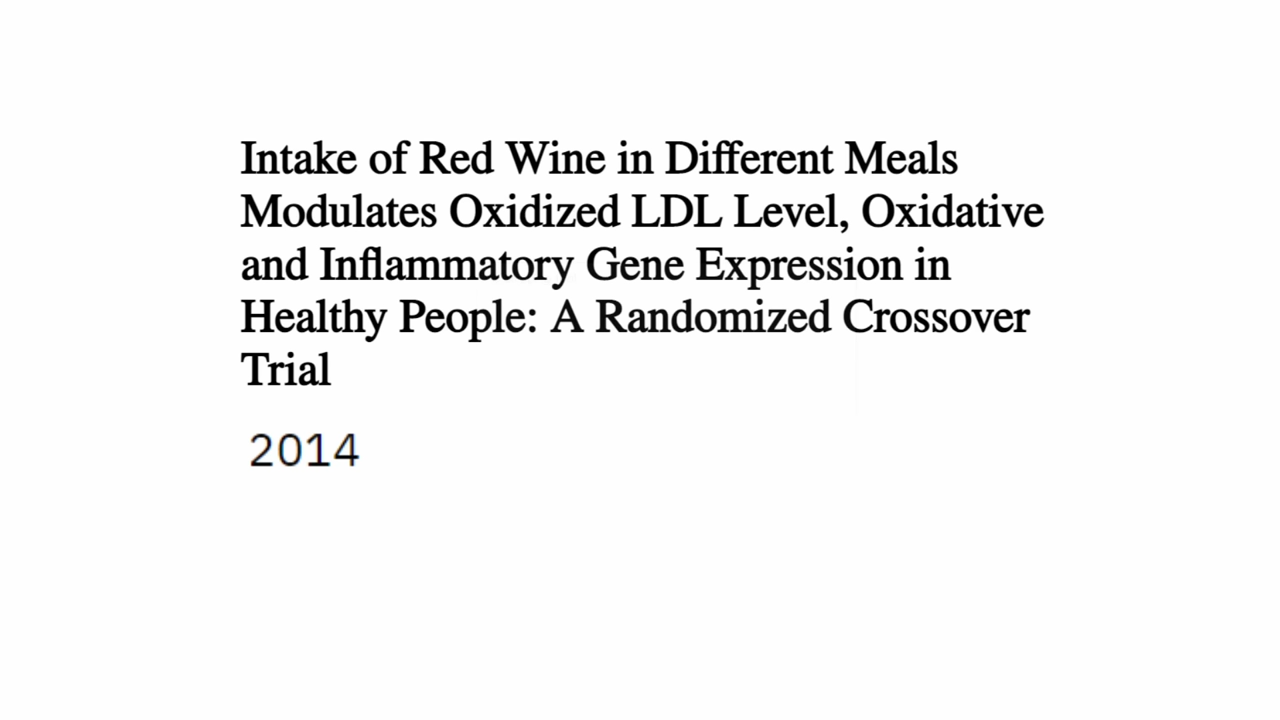 Intake of Red Wine in Different Meals
Modulates Oxidized LDL Level, Oxidative
and Inflammatory Gene Expression in
Healthy People: A Randomized Crossover
Trial
2014